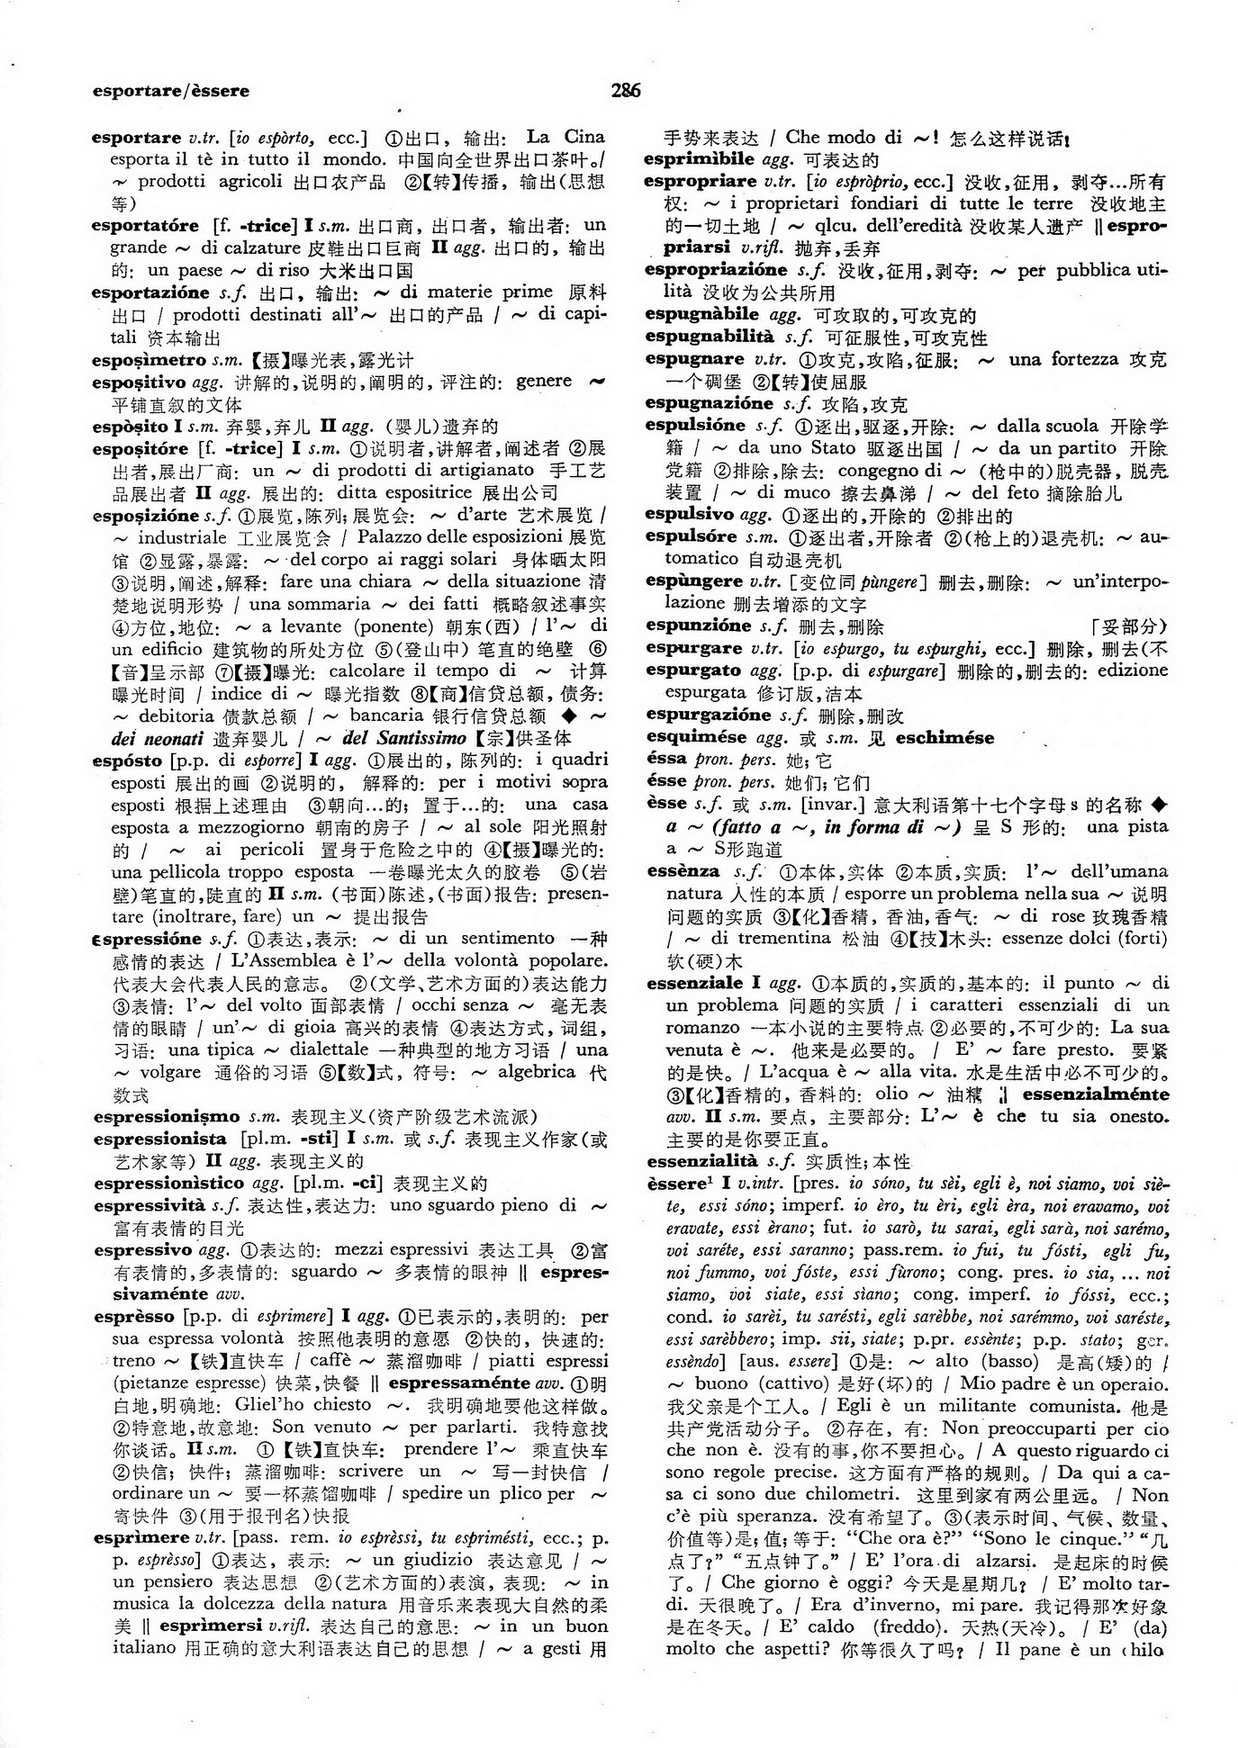 esportare/èssere
286
esportare v.tr. [io espòrto, ecc.] ①出口, 输出: La Cina
esporta il tè in tutto il mondo. 中国向全世界出口茶叶。/
～ prodotti agricoli 出口农产品 ②【转】传播, 输出(思想
等)
esportatóre [f. -trice] I s.m. 出口商, 出口者, 输出者: un
grande ～ di calzature 皮鞋出口巨商 II agg. 出口的, 输出
的: un paese ～ di riso 大米出口国
esportazióne s.f. 出口, 输出: ～ di materie prime 原料
出口 / prodotti destinati all'～ 出口的产品 / ～ di capi-
tali 资本输出
esposìmetro s.m. 【摄】曝光表,露光计
espositivo agg. 讲解的,说明的,阐明的, 评注的: genere ～
平铺直叙的文体
espòsito I s.m. 弃婴,弃儿 II agg. (婴儿)遗弃的
espositóre [f. -trice] I s.m. ①说明者,讲解者,阐述者 ②展
出者,展出厂商: un ～ di prodotti di artigianato 手工艺
品展出者 II agg. 展出的: ditta espositrice 展出公司
esposizióne s.f. ①展览,陈列; 展览会: ～ d'arte 艺术展览 /
～ industriale 工业展览会 / Palazzo delle esposizioni 展览
馆 ②显露,暴露: ～ del corpo ai raggi solari 身体晒太阳
③说明,阐述,解释: fare una chiara ～ della situazione 清
楚地说明形势 / una sommaria ～ dei fatti 概略叙述事实
④方位,地位: ～ a levante (ponente) 朝东(西) / l'～ di
un edificio 建筑物的所处方位 ⑤(登山中) 笔直的绝壁 ⑥
【音】呈示部 ⑦【摄】曝光: calcolare il tempo di ～ 计算
曝光时间 / indice di ～ 曝光指数 ⑧【商】信贷总额, 债务:
～ debitoria 债款总额 / ～ bancaria 银行信贷总额 ◆ ～
dei neonati 遗弃婴儿 / ～ del Santissimo 【宗】供圣体
espósto [p.p. di esporre] I agg. ①展出的, 陈列的: i quadri
esposti 展出的画 ②说明的, 解释的: per i motivi sopra
esposti 根据上述理由 ③朝向…的; 置于…的: una casa
esposta a mezzogiorno 朝南的房子 / ～ al sole 阳光照射
的 / ～ ai pericoli 置身于危险之中的 ④【摄】曝光的:
una pellicola troppo esposta 一卷曝光太久的胶卷 ⑤(岩
壁)笔直的,陡直的 II s.m. (书面)陈述,(书面)报告: presen-
tare (inoltrare, fare) un ～ 提出报告
espressióne s.f. ①表达,表示: ～ di un sentimento 一种
感情的表达 / L'Assemblea è l'～ della volontà popolare.
代表大会代表人民的意志。 ②(文学、艺术方面的)表达能力
③表情: l'～ del volto 面部表情 / occhi senza ～ 毫无表
情的眼睛 / un'～ di gioia 高兴的表情 ④表达方式, 词组,
习语: una tipica ～ dialettale 一种典型的地方习语 / una
～ volgare 通俗的习语 ⑤【数】式, 符号: ～ algebrica 代
数式
espressionismo s.m. 表现主义(资产阶级艺术流派)
espressionista [pl.m. -sti] I s.m. 或 s.f. 表现主义作家(或
艺术家等) II agg. 表现主义的
espressionìstico agg. [pl.m. -ci] 表现主义的
espressività s.f. 表达性,表达力: uno sguardo pieno di ～
富有表情的目光
espressivo agg. ①表达的: mezzi espressivi 表达工具 ②富
有表情的,多表情的: sguardo ～ 多表情的眼神 ‖ espres-
sivaménte avv.
esprèsso [p.p. di esprimere] I agg. ①已表示的,表明的: per
sua espressa volontà 按照他表明的意愿 ②快的, 快速的:
treno ～ 【铁】直快车 / caffè ～ 蒸溜咖啡 / piatti espressi
(pietanze espresse) 快菜,快餐 ‖ espressaménte avv. ①明
白地,明确地: Gliel'ho chiesto ～. 我明确地要他这样做。
②特意地,故意地: Son venuto ～ per parlarti. 我特意找
你谈话。 II s.m. ①【铁】直快车: prendere l'～ 乘直快车
②快信; 快件; 蒸溜咖啡: scrivere un ～ 写一封快信 /
ordinare un ～ 要一杯蒸馏咖啡 / spedire un plico per ～
寄快件 ③(用于报刊名)快报
esprìmere v.tr. [pass. rem. io esprèssi, tu esprimésti, ecc.; p.
p. esprèsso] ①表达, 表示: ～ un giudizio 表达意见 / ～
un pensiero 表达思想 ②(艺术方面的)表演, 表现: ～ in
musica la dolcezza della natura 用音乐来表现大自然的柔
美 ‖ esprìmersi v.rifl. 表达自己的意思: ～ in un buon
italiano 用正确的意大利语表达自己的思想 / ～ a gesti 用
手势来表达 / Che modo di ～! 怎么这样说话!
esprimìbile agg. 可表达的
espropriare v.tr. [io espròprio, ecc.] 没收,征用, 剥夺…所有
权: ～ i proprietari fondiari di tutte le terre 没收地主
的一切土地 / ～ qlcu. dell'eredità 没收某人遗产 ‖ espro-
priarsi v.rifl. 抛弃,丢弃
espropriazióne s.f. 没收,征用,剥夺: ～ per pubblica uti-
lità 没收为公共所用
espugnàbile agg. 可攻取的,可攻克的
espugnabilità s.f. 可征服性,可攻克性
espugnare v.tr. ①攻克,攻陷,征服: ～ una fortezza 攻克
一个碉堡 ②【转】使屈服
espugnazióne s.f. 攻陷,攻克
espulsióne s.f. ①逐出,驱逐,开除: ～ dalla scuola 开除学
籍 / ～ da uno Stato 驱逐出国 / ～ da un partito 开除
党籍 ②排除,除去: congegno di ～ (枪中的)脱壳器, 脱壳
装置 / ～ di muco 擦去鼻涕 / ～ del feto 摘除胎儿
espulsivo agg. ①逐出的,开除的 ②排出的
espulsóre s.m. ①逐出者,开除者 ②(枪上的)退壳机: ～ au-
tomatico 自动退壳机
espùngere v.tr. [变位同 pùngere] 删去,删除: ～ un'interpo-
lazione 删去增添的文字
espunzióne s.f. 删去,删除 「妥部分)
espurgare v.tr. [io espurgo, tu espurghi, ecc.] 删除, 删去(不
espurgato agg. [p.p. di espurgare] 删除的,删去的: edizione
espurgata 修订版,洁本
espurgazióne s.f. 删除,删改
esquimése agg. 或 s.m. 见 eschimése
éssa pron. pers. 她; 它
ésse pron. pers. 她们; 它们
èsse s.f. 或 s.m. [invar.] 意大利语第十七个字母 s 的名称 ◆
a ～ (fatto a ～, in forma di ～) 呈 S 形的: una pista
a ～ S形跑道
essènza s.f. ①本体,实体 ②本质,实质: l'～ dell'umana
natura 人性的本质 / esporre un problema nella sua ～ 说明
问题的实质 ③【化】香精, 香油,香气: ～ di rose 玫瑰香精
/ ～ di trementina 松油 ④【技】木头: essenze dolci (forti)
软(硬)木
essenziale I agg. ①本质的,实质的,基本的: il punto ～ di
un problema 问题的实质 / i caratteri essenziali di un
romanzo 一本小说的主要特点 ②必要的,不可少的: La sua
venuta è ～. 他来是必要的。 / E' ～ fare presto. 要紧
的是快。 / L'acqua è ～ alla vita. 水是生活中必不可少的。
③【化】香精的, 香料的: olio ～ 油精 ‖ essenzialménte
avv. II s.m. 要点, 主要部分: L'～ è che tu sia onesto.
主要的是你要正直。
essenzialità s.f. 实质性; 本性
èssere¹ I v.intr. [pres. io sóno, tu sèi, egli è, noi siamo, voi siè-
te, essi sóno; imperf. io èro, tu èri, egli èra, noi eravamo, voi
eravate, essi èrano; fut. io sarò, tu sarai, egli sarà, noi sarémo,
voi saréte, essi saranno; pass.rem. io fui, tu fósti, egli fu,
noi fummo, voi fóste, essi fùrono; cong. pres. io sia, ... noi
siamo, voi siate, essi sìano; cong. imperf. io fóssi, ecc.;
cond. io sarèi, tu sarésti, egli sarèbbe, noi sarémmo, voi saréste,
essi sarèbbero; imp. sii, siate; p.pr. essènte; p.p. stato; ger.
essèndo] [aus. essere] ①是: ～ alto (basso) 是高(矮)的 /
～ buono (cattivo) 是好(坏)的 / Mio padre è un operaio.
我父亲是个工人。 / Egli è un militante comunista. 他是
共产党活动分子。 ②存在, 有: Non preoccuparti per cio
che non è. 没有的事,你不要担心。 / A questo riguardo ci
sono regole precise. 这方面有严格的规则。 / Da qui a ca-
sa ci sono due chilometri. 这里到家有两公里远。 / Non
c'è più speranza. 没有希望了。 ③(表示时间、气候、数量、
价值等)是; 值; 等于: “Che ora è?” “Sono le cinque.” “几
点了?” “五点钟了。” / E' l'ora di alzarsi. 是起床的时候
了。 / Che giorno è oggi? 今天是星期几? / E' molto tar-
di. 天很晚了。 / Era d'inverno, mi pare. 我记得那次好象
是在冬天。 / E' caldo (freddo). 天热(天冷)。 / E' (da)
molto che aspetti? 你等很久了吗? / Il pane è un chilo